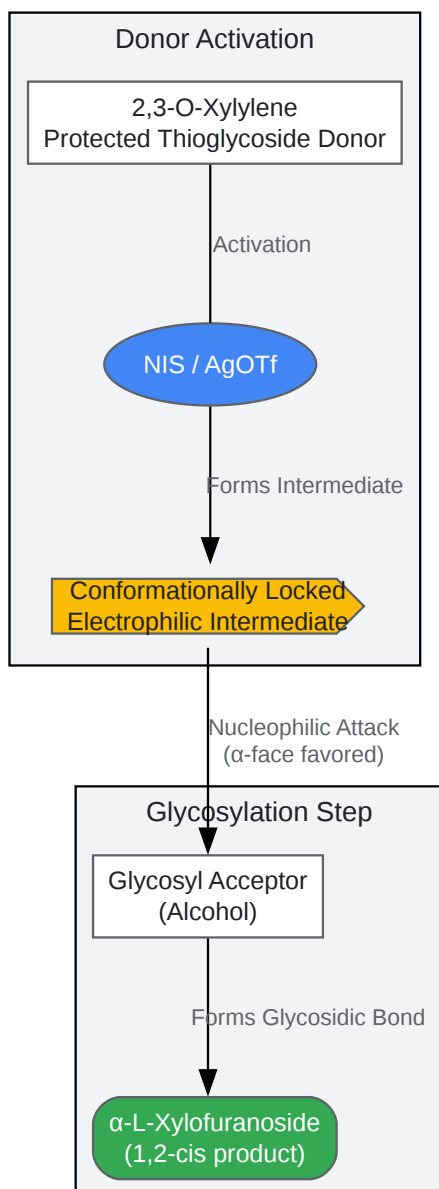 Donor Activation
2,3-O-Xylylene
Protected Thioglycoside Donor
Activation
NIS / AgOTf
Forms Intermediate
Conformationally Locked
Electrophilic Intermediate
Nucleophilic Attack
(α-face favored)
Glycosylation Step
Glycosyl Acceptor
(Alcohol)
Forms Glycosidic Bond
α-L-Xylofuranoside
(1,2-cis product)